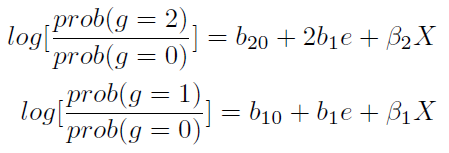 log[prob(g = 2)/prob(g = 0)] = b₂₀ + 2b₁e + β₂X
log[prob(g = 1)/prob(g = 0)] = b₁₀ + b₁e + β₁X